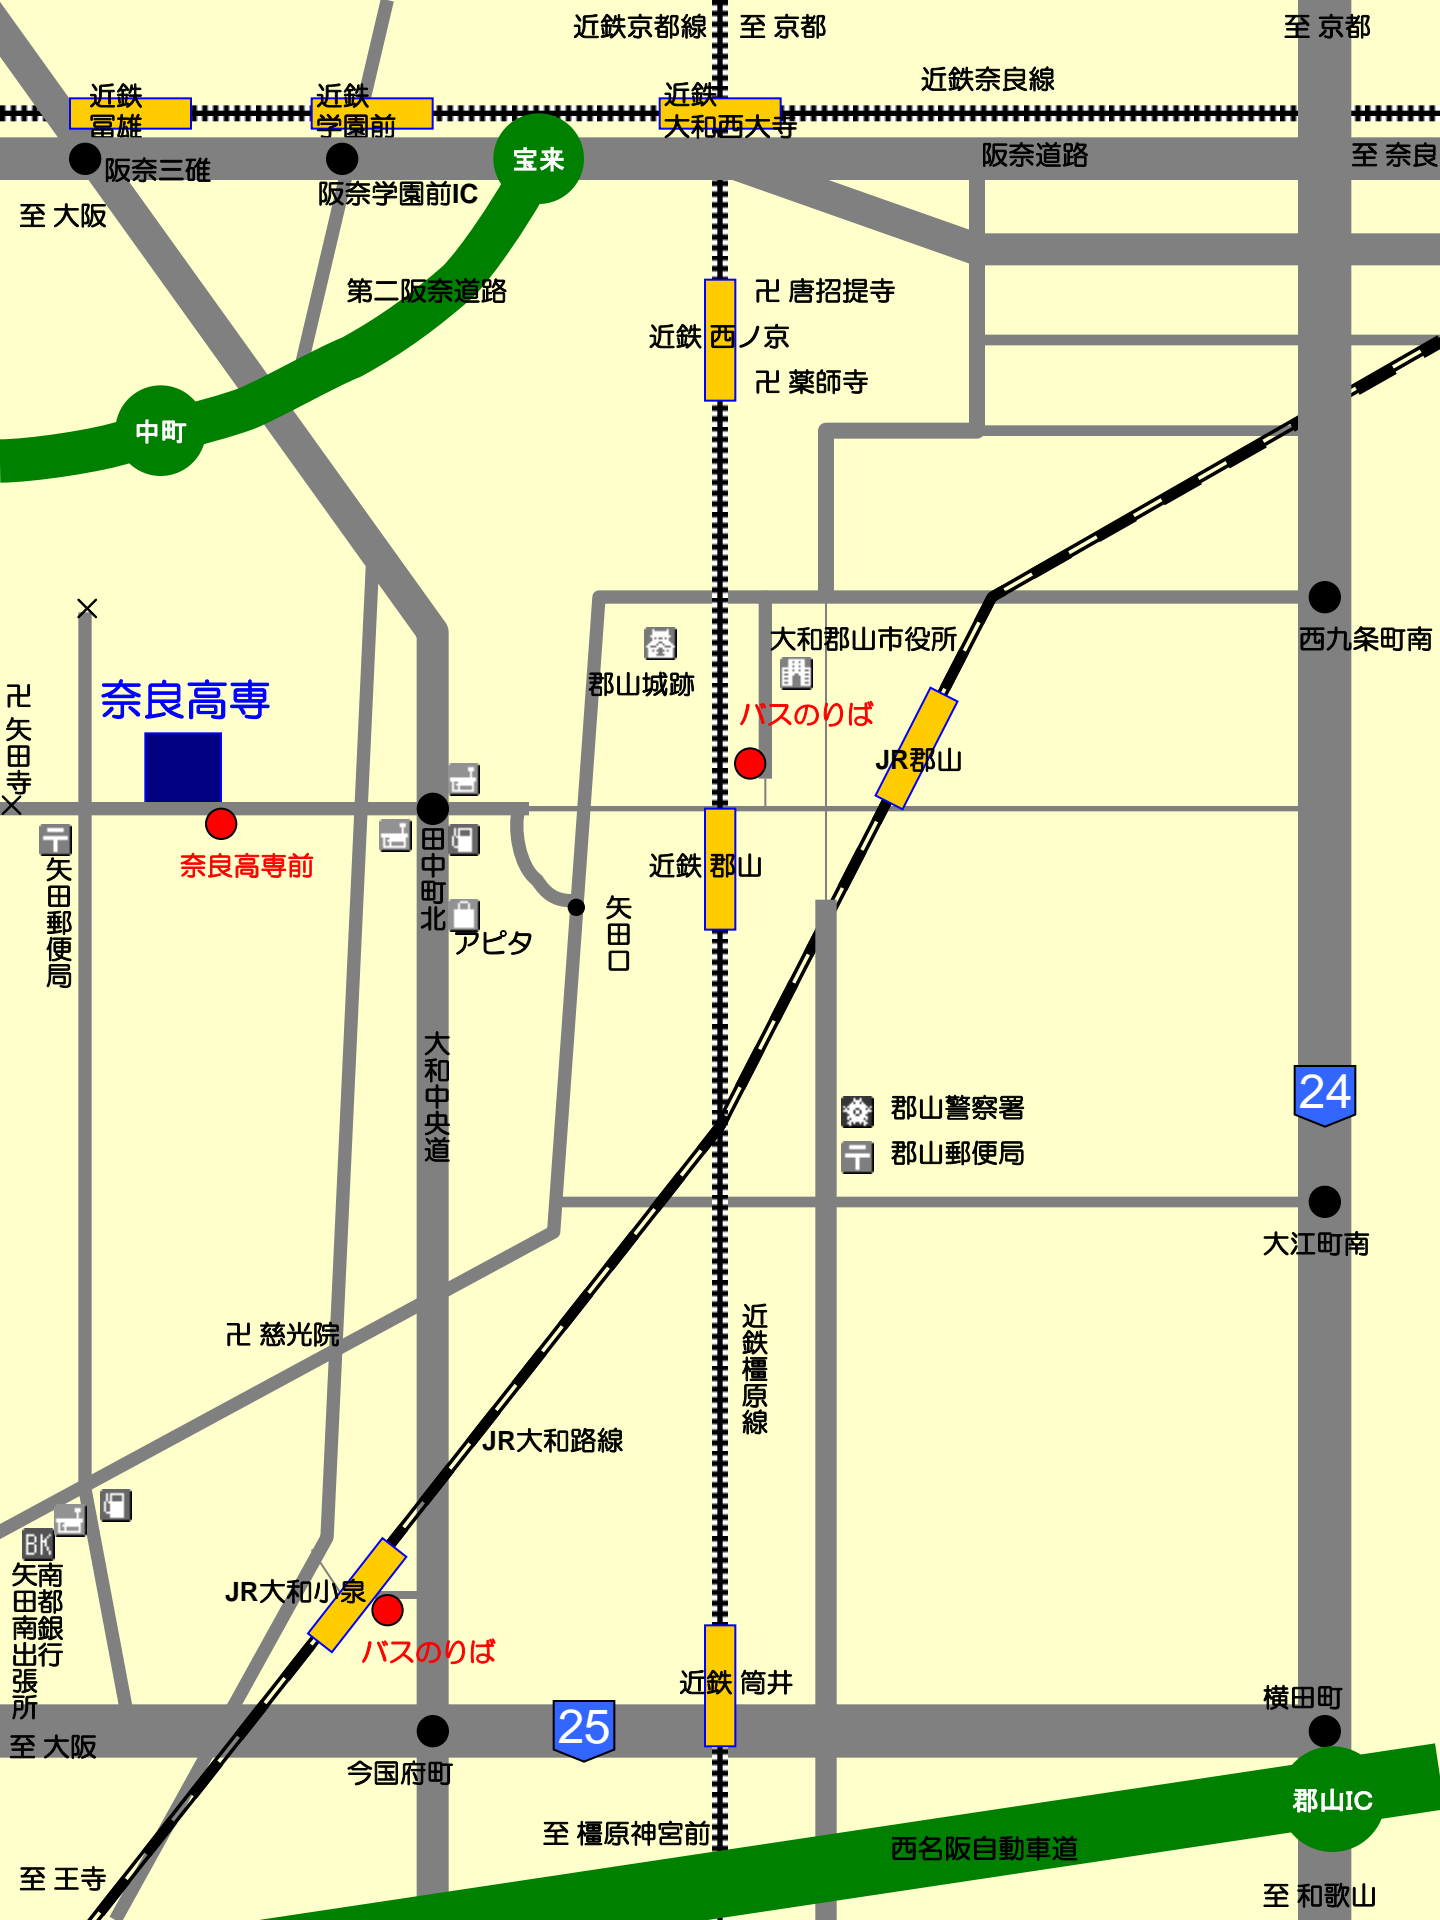 近鉄京都線
至 京都
至 京都
近鉄奈良線
近鉄
富雄
近鉄
学園前
近鉄
大和西大寺
宝来
阪奈三碓
阪奈道路
至 奈良
阪奈学園前IC
至 大阪
第二阪奈道路
卍 唐招提寺
近鉄 西ノ京
卍 薬師寺
中町
大和郡山市役所
西九条町南
郡山城跡
卍 矢田寺
奈良高専
バスのりば
JR郡山
田中町北
奈良高専前
近鉄 郡山
〒
矢田郵便局
矢田口
アピタ
大和中央道
24
郡山警察署
〒
郡山郵便局
大江町南
卍 慈光院
近鉄橿原線
JR大和路線
BK
南都銀行
矢田南出張所
JR大和小泉
バスのりば
近鉄 筒井
横田町
25
至 大阪
今国府町
郡山IC
至 橿原神宮前
西名阪自動車道
至 王寺
至 和歌山